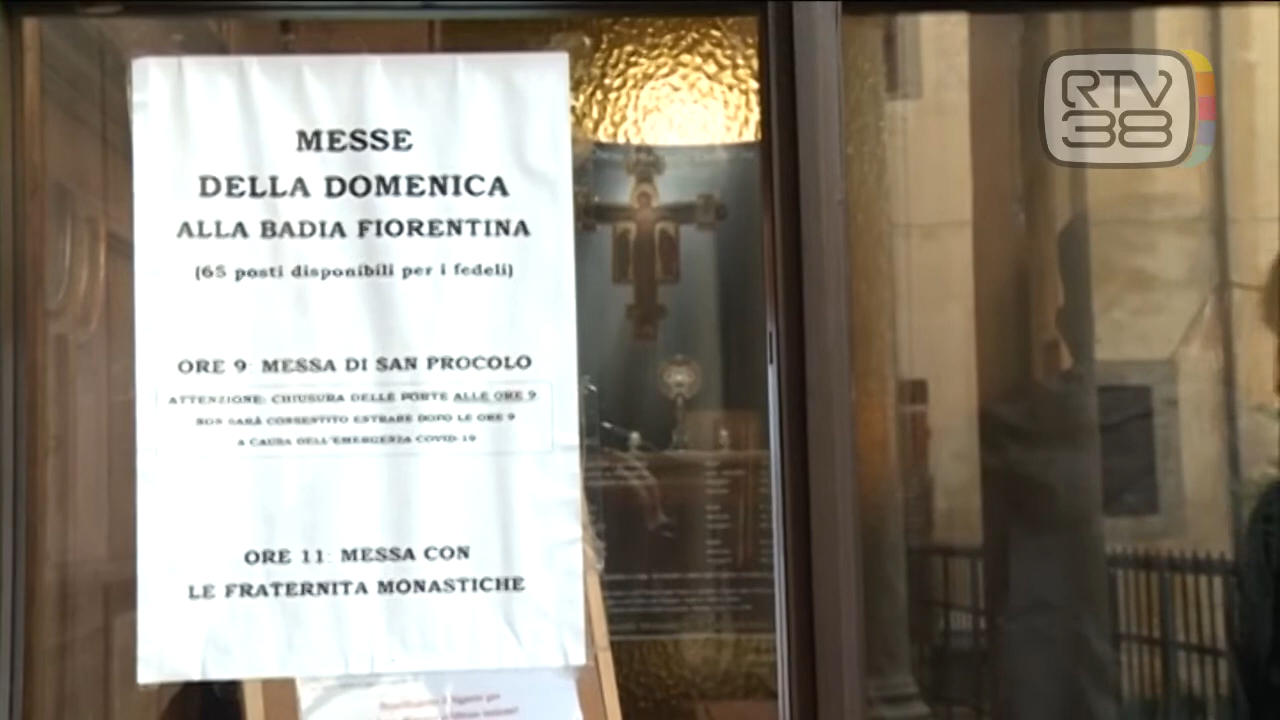 MESSE
DELLA DOMENICA
ALLA BADIA FIORENTINA
(65 posti disponibili per i fedeli)
ORE 9: MESSA DI SAN PROCOLO
ATTENZIONE: CHIUSURA DELLE PORTE ALLE ORE 9
NON SARÀ CONSENTITO ENTRARE DOPO LE ORE 9
A CAUSA DELL'EMERGENZA COVID-19
ORE 11: MESSA CON
LE FRATERNITA MONASTICHE
RTV
38